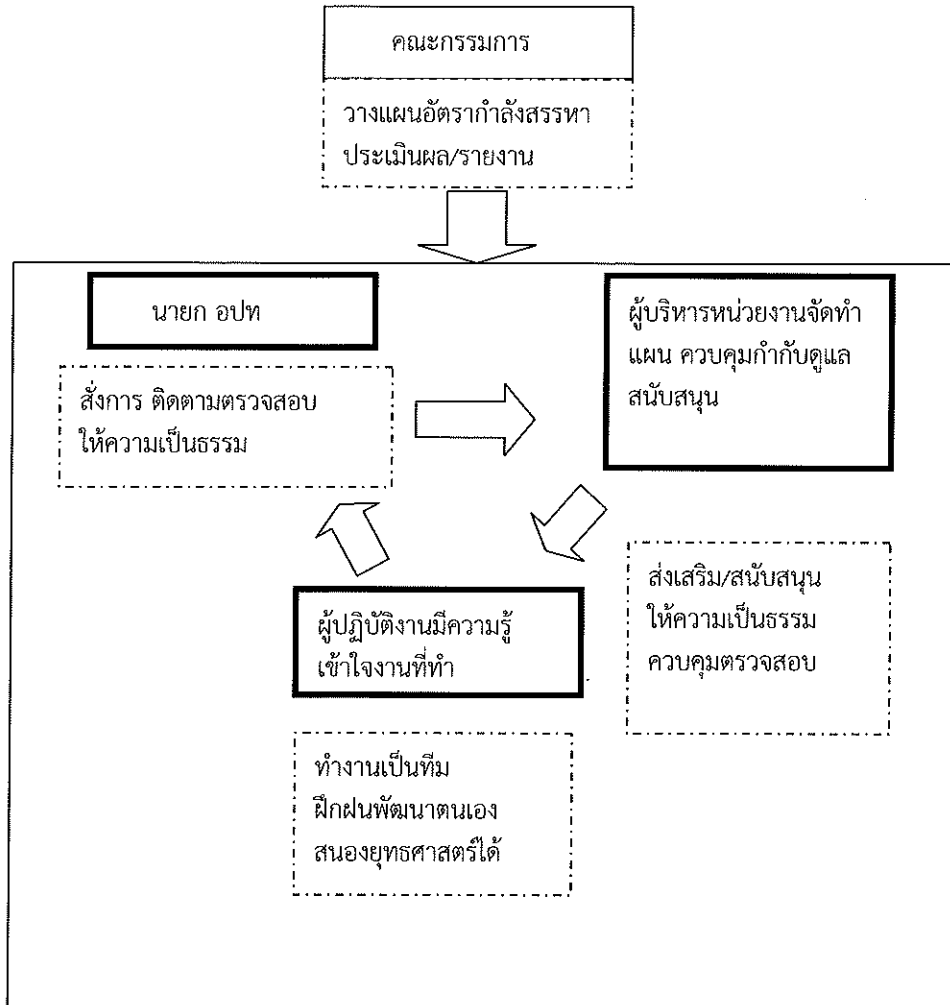 คณะกรรมการ
วางแผนอัตรากำลังสรรหา
ประเมินผล/รายงาน
นายก อปท
สั่งการ ติดตามตรวจสอบ
ให้ความเป็นธรรม
ผู้บริหารหน่วยงานจัดทำ
แผน ควบคุมกำกับดูแล
สนับสนุน
ส่งเสริม/สนับสนุน
ให้ความเป็นธรรม
ควบคุมตรวจสอบ
ผู้ปฏิบัติงานมีความรู้
เข้าใจงานที่ทำ
ทำงานเป็นทีม
ฝึกฝนพัฒนาตนเอง
สนองยุทธศาสตร์ได้